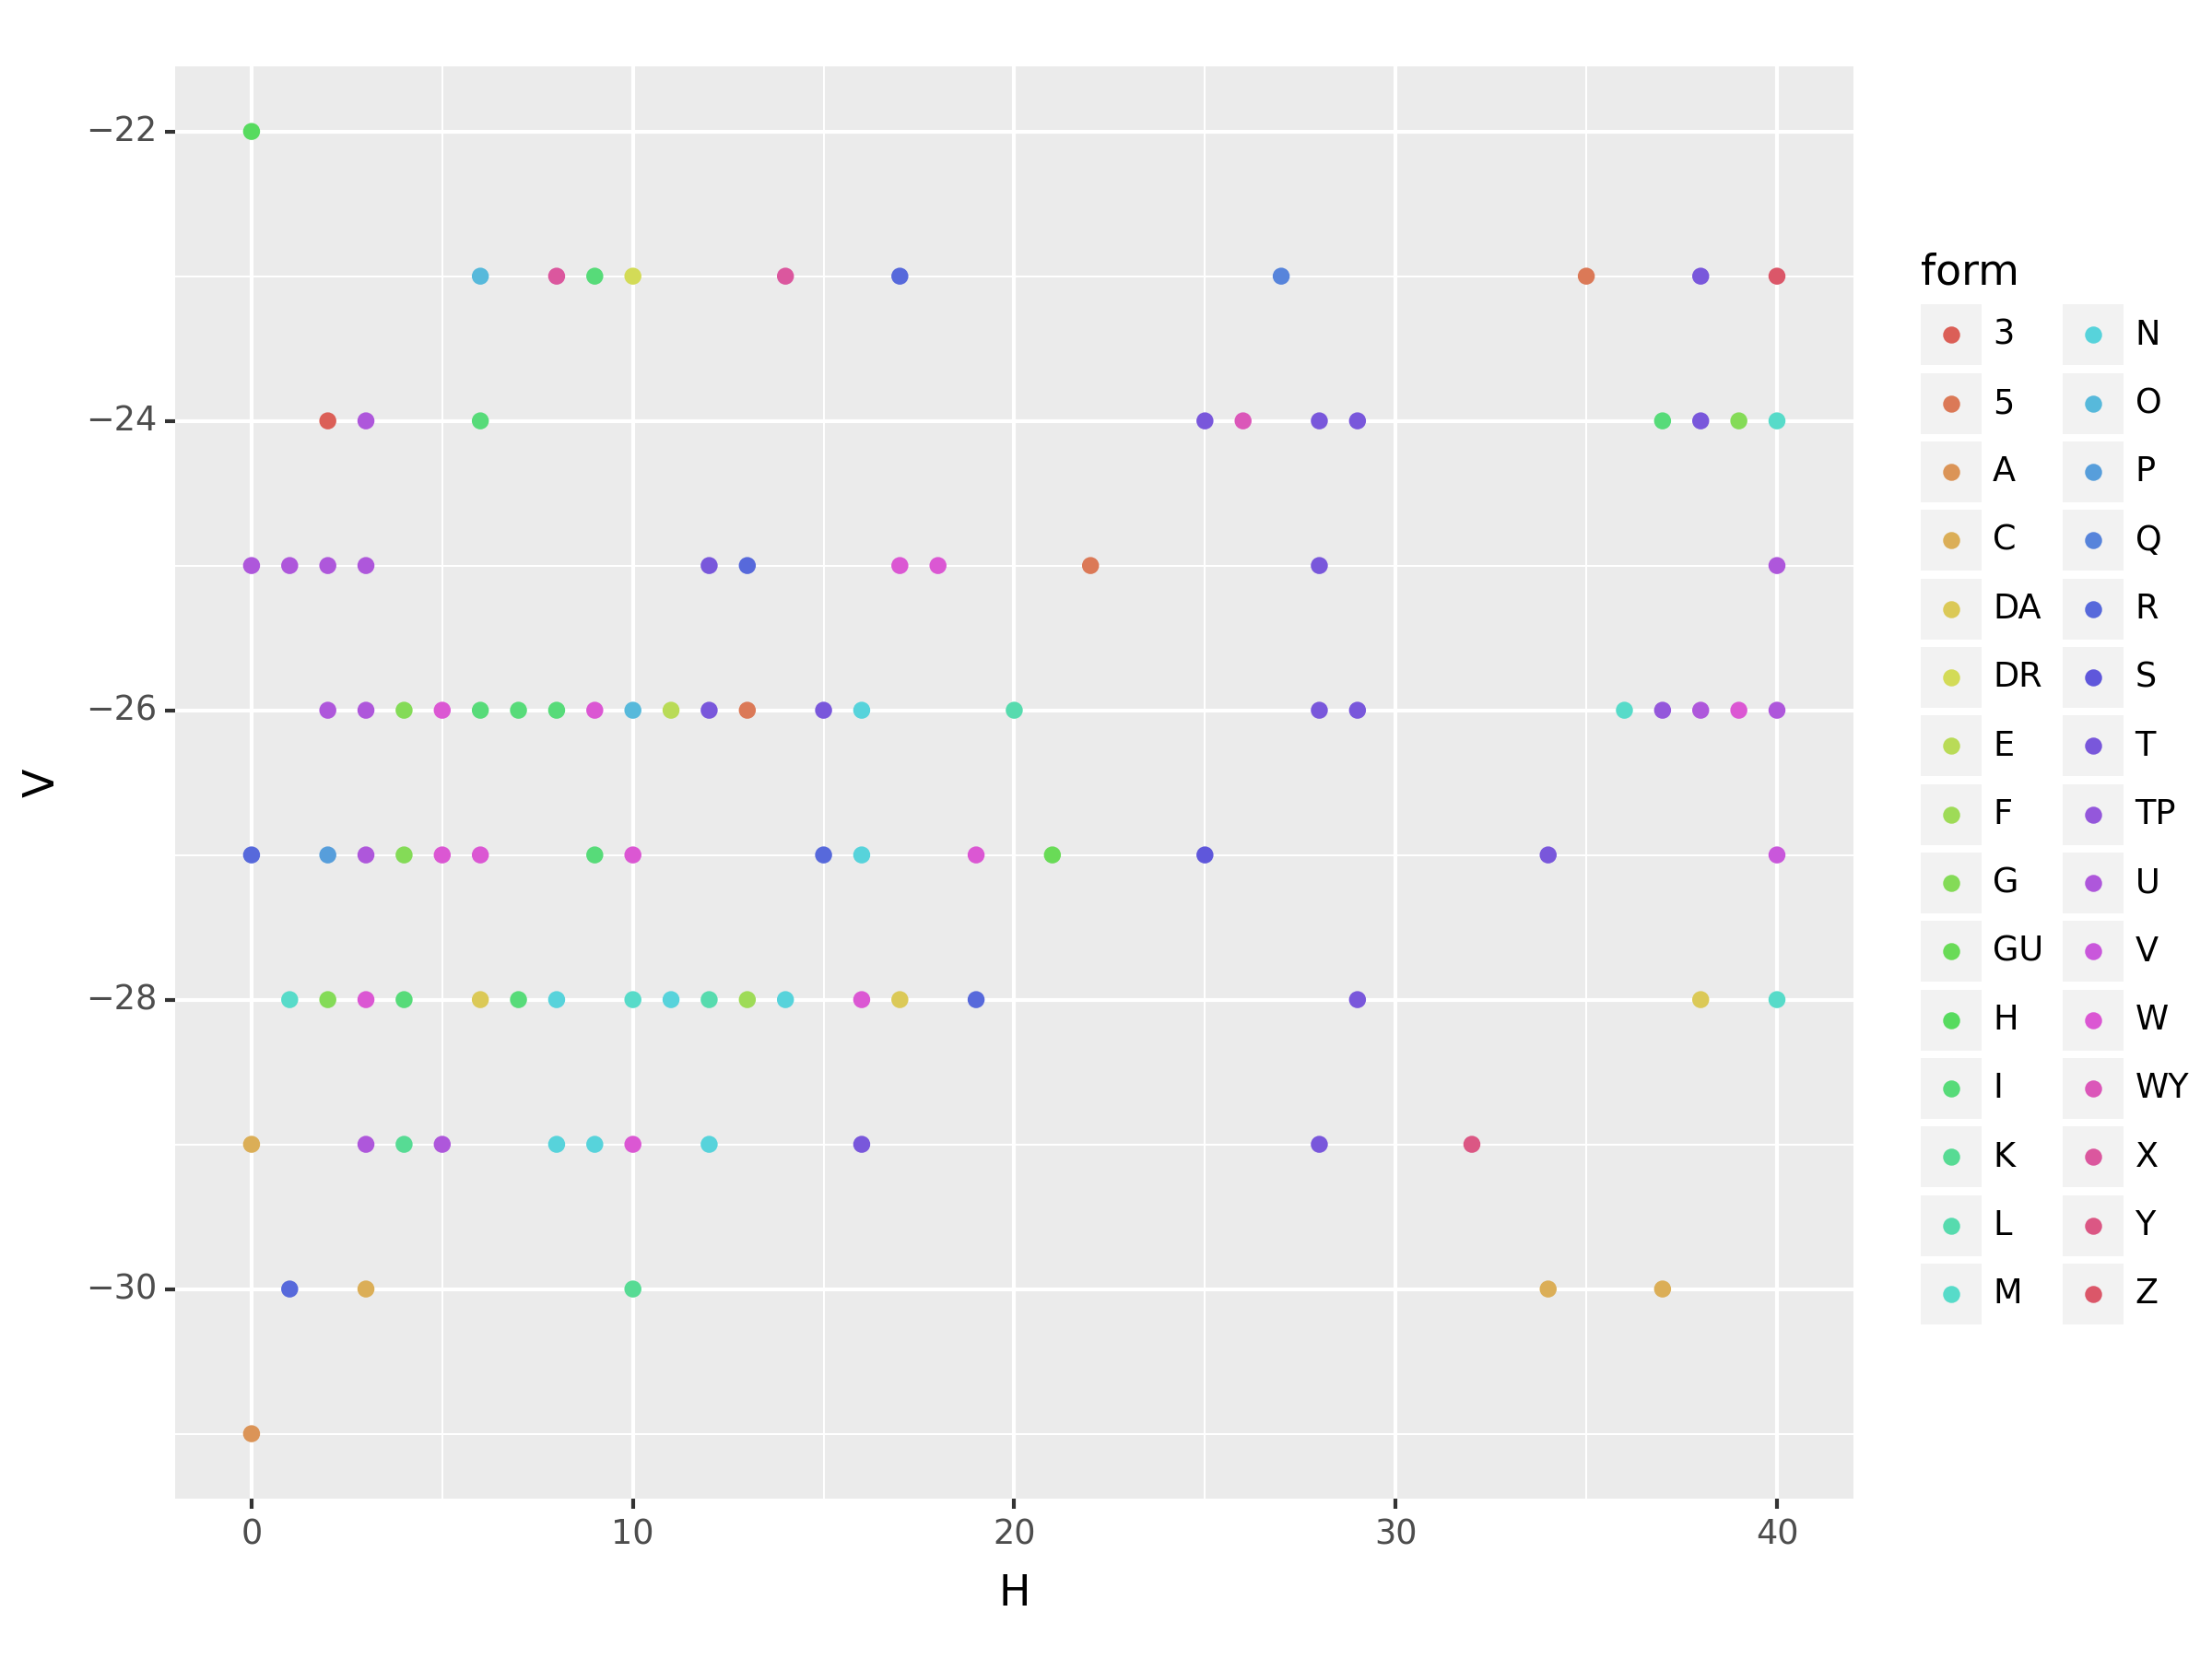 −22
−24
−26
−28
−30
0 10 20 30 40
H
V
form
3 N
5 O
A P
C Q
DA R
DR S
E T
F TP
G U
GU V
H W
I WY
K X
L Y
M Z